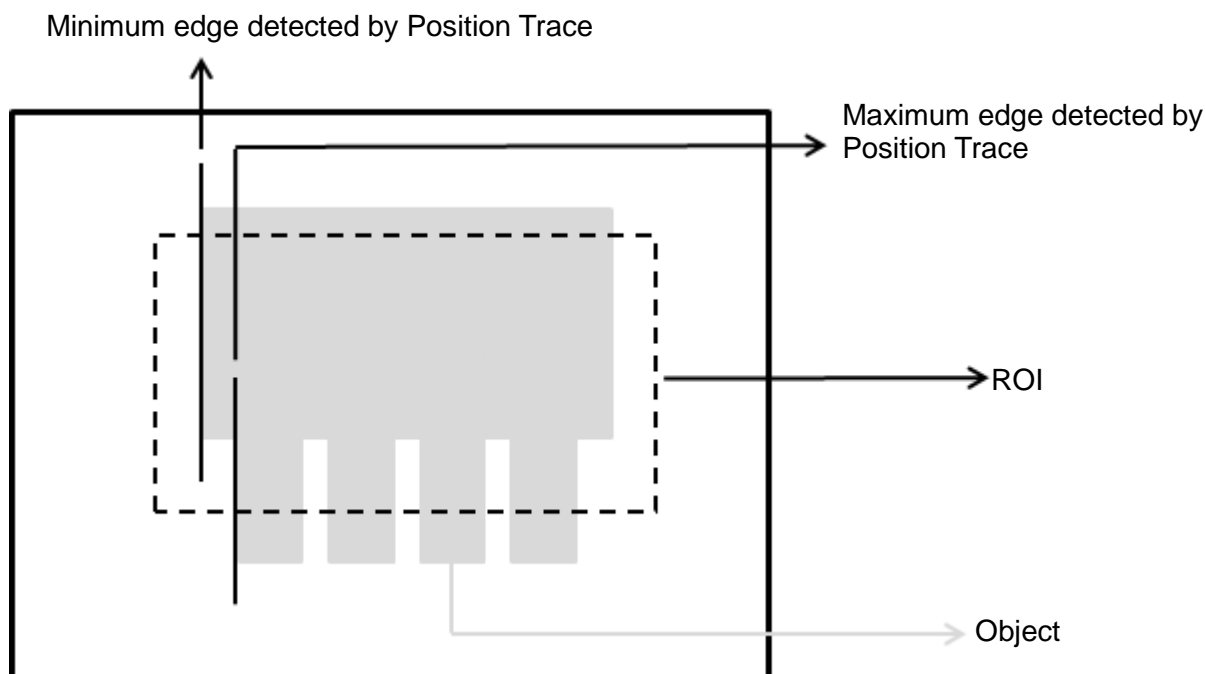 Minimum edge detected by Position Trace
Maximum edge detected by
Position Trace
ROI
Object